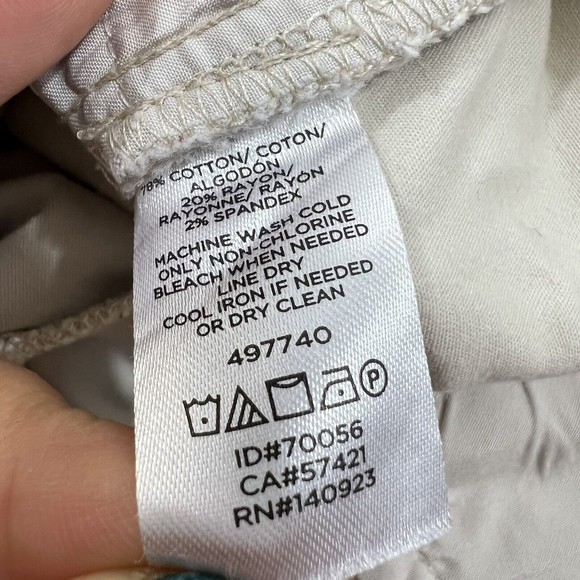 78% COTTON/ COTON/
ALGODÓN
20% RAYON/
RAYONNE/ RAYÓN
2% SPANDEX
MACHINE WASH COLD
ONLY NON-CHLORINE
BLEACH WHEN NEEDED
LINE DRY
COOL IRON IF NEEDED
OR DRY CLEAN
497740
P
ID#70056
CA#57421
RN#140923